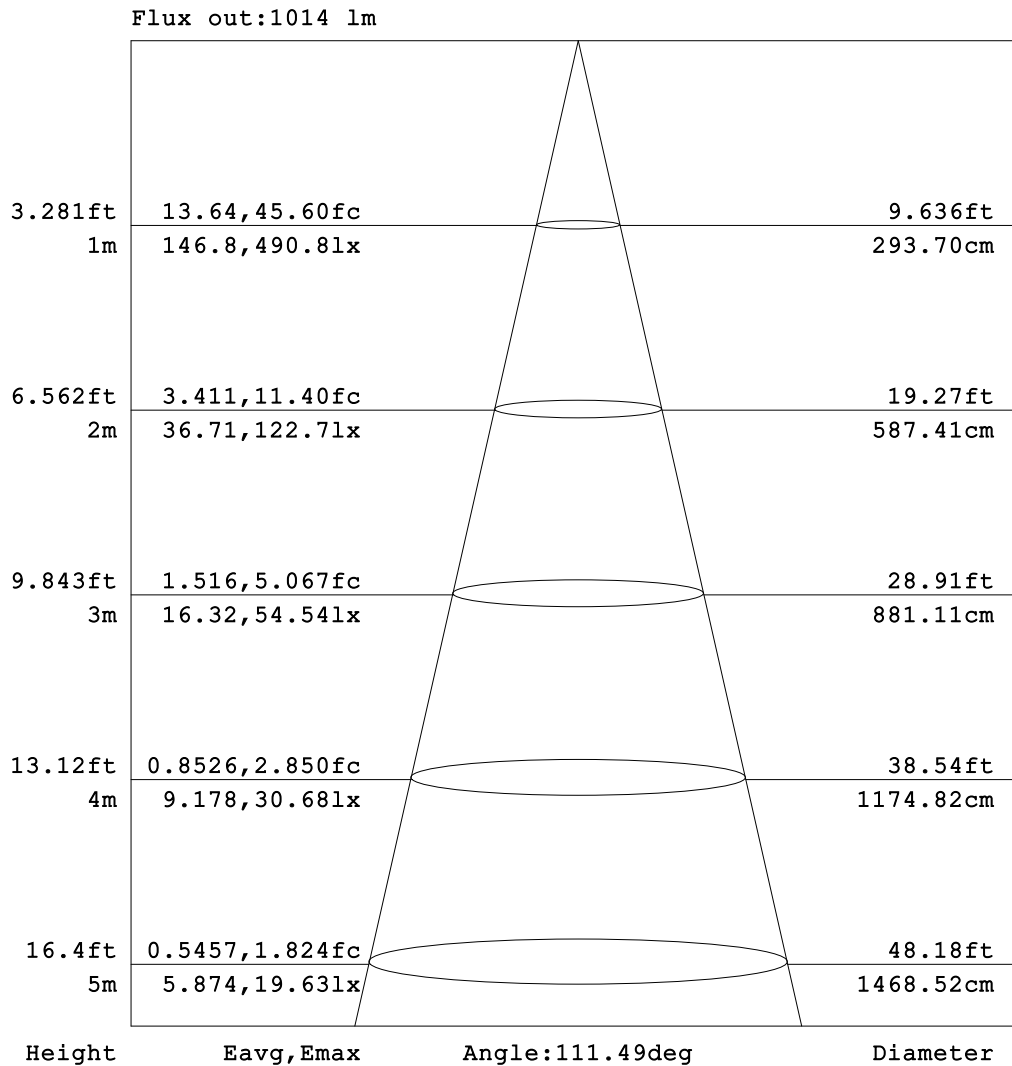 Flux out:1014 lm
3.281ft 13.64,45.60fc 9.636ft
1m 146.8,490.8lx 293.70cm
6.562ft 3.411,11.40fc 19.27ft
2m 36.71,122.7lx 587.41cm
9.843ft 1.516,5.067fc 28.91ft
3m 16.32,54.54lx 881.11cm
13.12ft 0.8526,2.850fc 38.54ft
4m 9.178,30.68lx 1174.82cm
16.4ft 0.5457,1.824fc 48.18ft
5m 5.874,19.63lx 1468.52cm
Height Eavg,Emax Angle:111.49deg Diameter